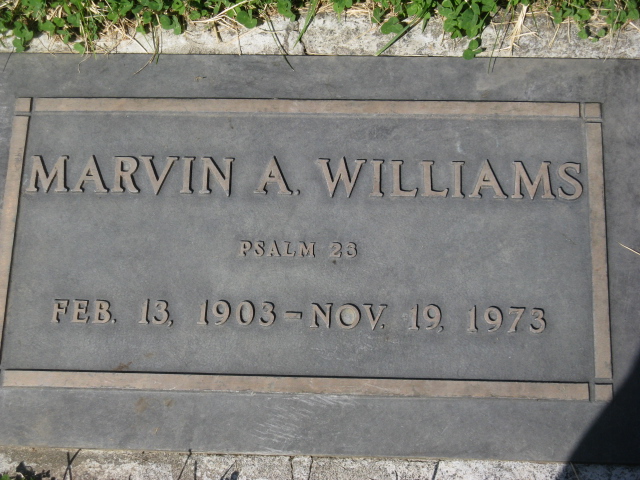 MARVIN A. WILLIAMS
PSALM 23
FEB. 13, 1903 - NOV. 19, 1973